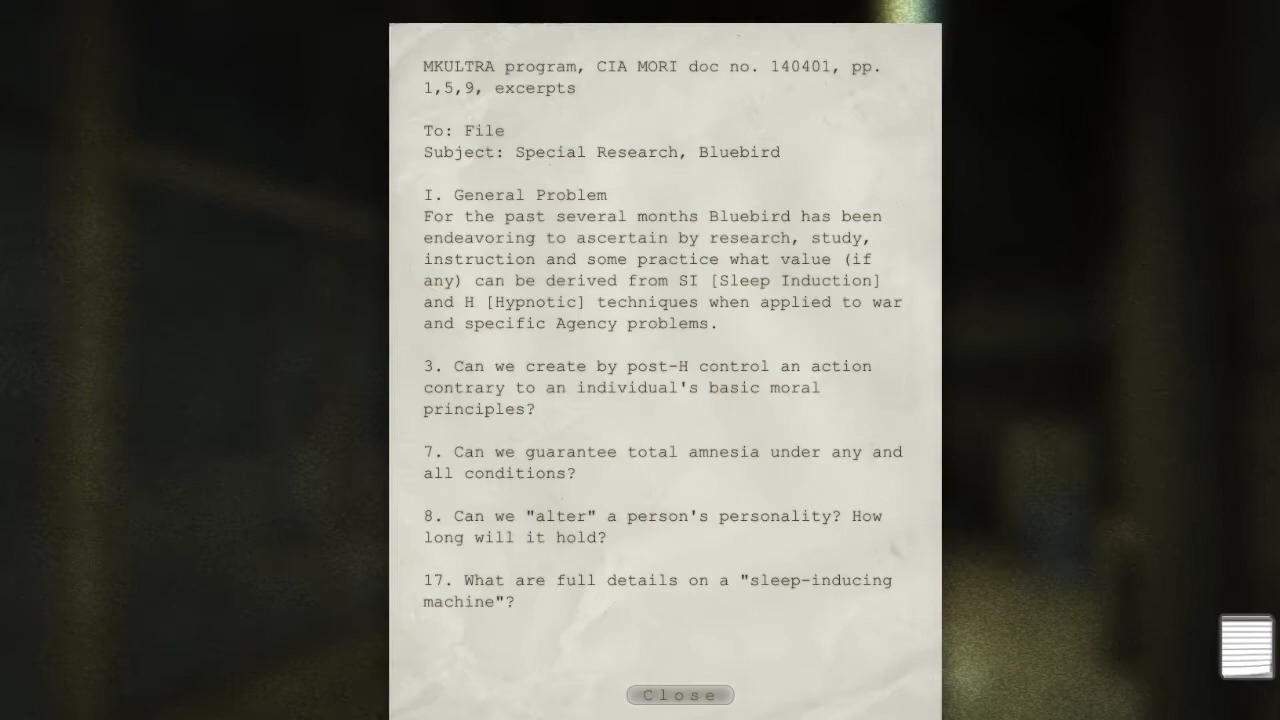 MKULTRA program, CIA MORI doc no. 140401, pp.
1,5,9, excerpts
To: File
Subject: Special Research, Bluebird
I. General Problem
For the past several months Bluebird has been
endeavoring to ascertain by research, study,
instruction and some practice what value (if
any) can be derived from SI [Sleep Induction]
and H [Hypnotic] techniques when applied to war
and specific Agency problems.
3. Can we create by post-H control an action
contrary to an individual's basic moral
principles?
7. Can we guarantee total amnesia under any and
all conditions?
8. Can we "alter" a person's personality? How
long will it hold?
17. What are full details on a "sleep-inducing
machine"?
Close